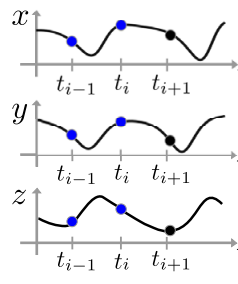 x
t_{i-1} t_i t_{i+1}
y
t_{i-1} t_i t_{i+1}
z
t_{i-1} t_i t_{i+1}